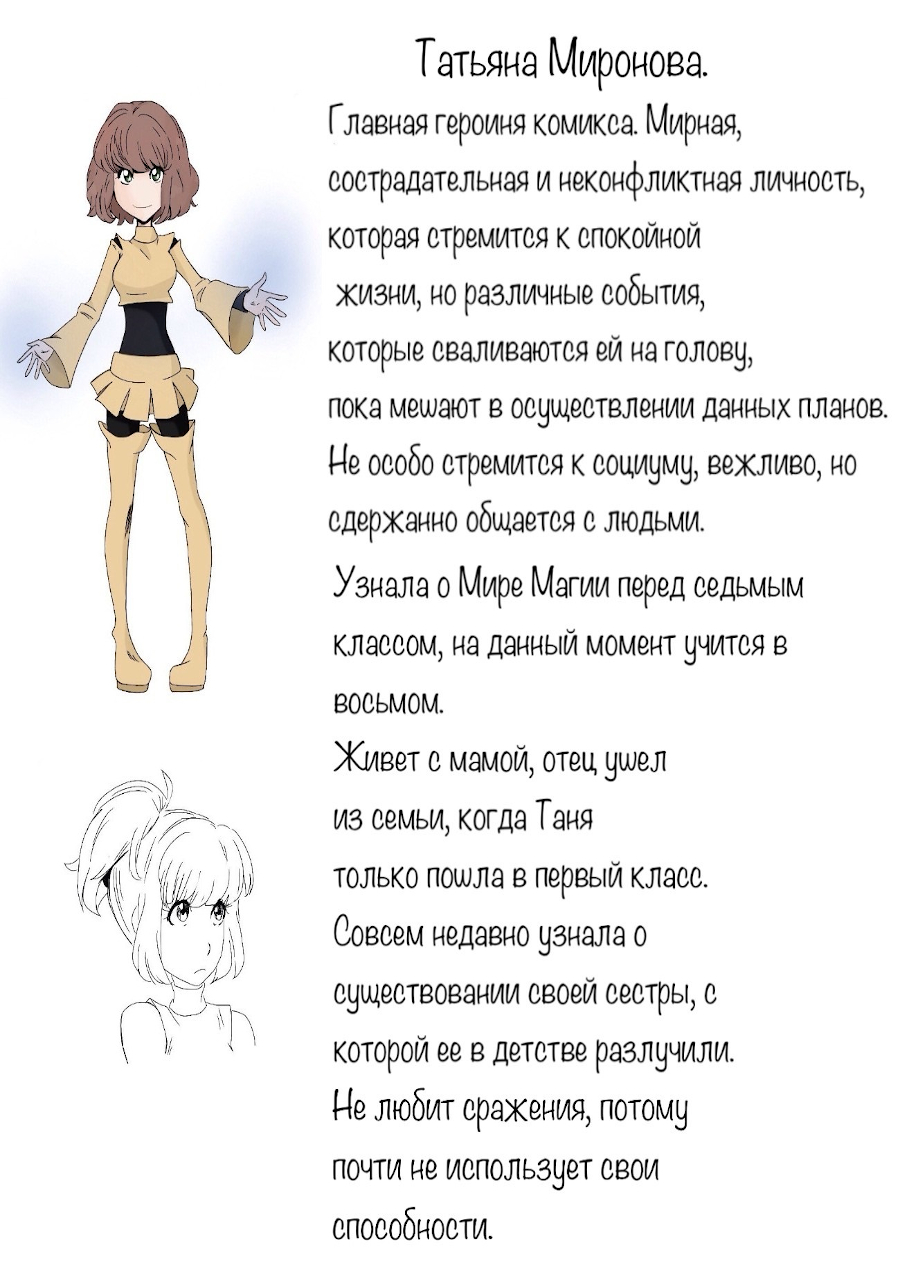 Татьяна Миронова.
Главная героиня комикса. Мирная,
сострадательная и неконфликтная личность,
которая стремится к спокойной
жизни, но различные события,
которые сваливаются ей на голову,
пока мешают в осуществлении данных планов.
Не особо стремится к социуму, вежливо, но
сдержанно общается с людьми.
Узнала о Мире Магии перед седьмым
классом, на данный момент учится в
восьмом.
Живет с мамой, отец ушел
из семьи, когда Таня
только пошла в первый класс.
Совсем недавно узнала о
существовании своей сестры, с
которой ее в детстве разлучили.
Не любит сражения, потому
почти не использует свои
способности.